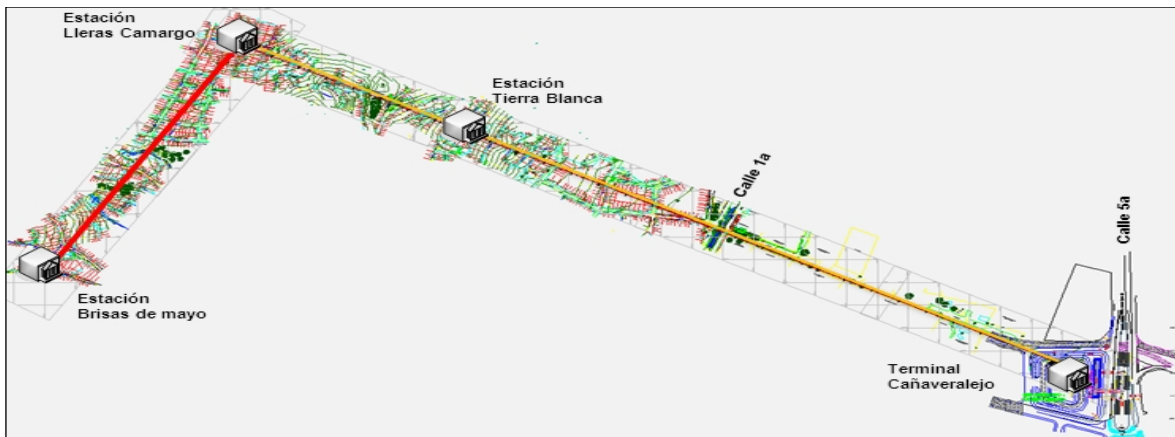 Estación
Lleras Camargo
Estación
Tierra Blanca
Calle 1a
Calle 5a
Estación
Brisas de mayo
Terminal
Cañaveralejo